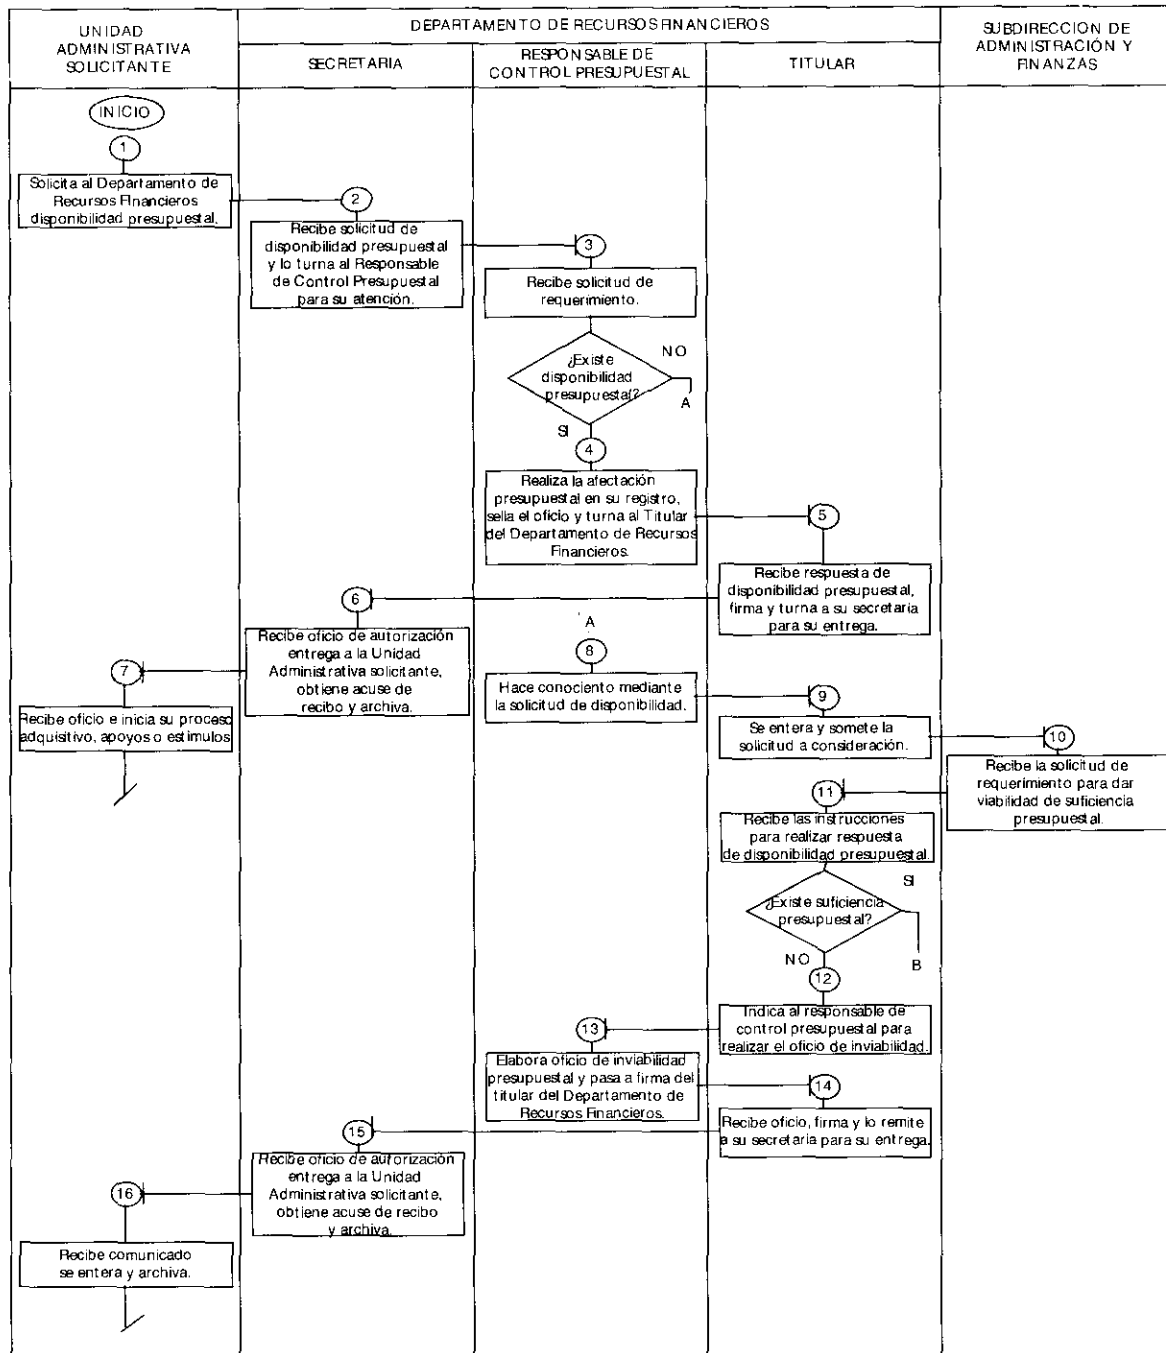 UNIDAD
ADMINISTRATIVA
SOLICITANTE
DEPARTAMENTO DE RECURSOS FINANCIEROS
SECRETARIA
RESPONSABLE DE
CONTROL PRESUPUESTAL
TITULAR
SUBDIRECCION DE
ADMINISTRACIÓN Y
FINANZAS
INICIO
1
Solicita al Departamento de
Recursos Financieros
disponibilidad presupuestal.
2
Recibe solicitud de
disponibilidad presupuestal
y lo turna al Responsable
de Control Presupuestal
para su atención.
3
Recibe solicitud de
requerimiento.
¿Existe
disponibilidad
presupuestal?
NO
A
SI
4
Realiza la afectación
presupuestal en su registro,
sella el oficio y turna al Titular
del Departamento de Recursos
Financieros.
5
Recibe respuesta de
disponibilidad presupuestal,
firma y turna a su secretaria
para su entrega.
6
Recibe oficio de autorización
entrega a la Unidad
Administrativa solicitante,
obtiene acuse de
recibo y archiva.
7
Recibe oficio e inicia su proceso
adquisitivo, apoyos o estimulos
A
8
Hace conociento mediante
la solicitud de disponibilidad.
9
Se entera y somete la
solicitud a consideración.
10
Recibe la solicitud de
requerimiento para dar
viabilidad de suficiencia
presupuestal.
11
Recibe las instrucciones
para realizar respuesta
de disponibilidad presupuestal.
¿Existe suficiencia
presupuestal?
SI
B
NO
12
Indica al responsable de
control presupuestal para
realizar el oficio de inviabilidad.
13
Elabora oficio de inviabilidad
presupuestal y pasa a firma del
titular del Departamento de
Recursos Financieros.
14
Recibe oficio, firma y lo remite
a su secretaria para su entrega.
15
Recibe oficio de autorización
entrega a la Unidad
Administrativa solicitante,
obtiene acuse de recibo
y archiva.
16
Recibe comunicado
se entera y archiva.